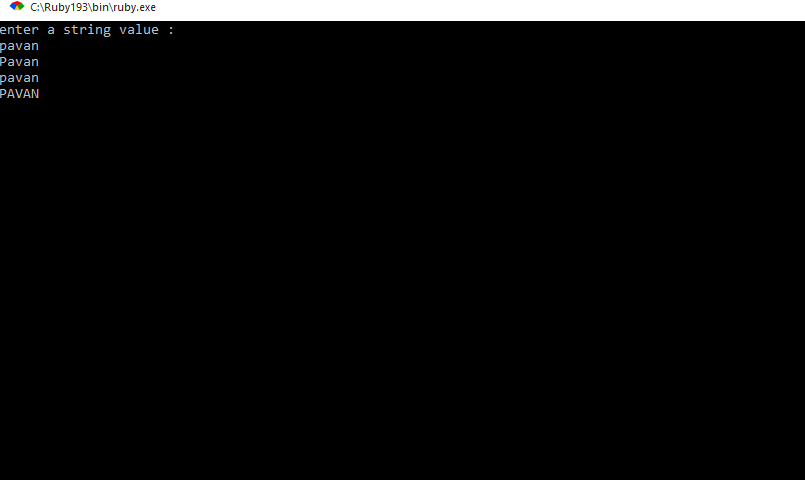 C:\Ruby193\bin\ruby.exe
enter a string value :
pavan
Pavan
pavan
PAVAN